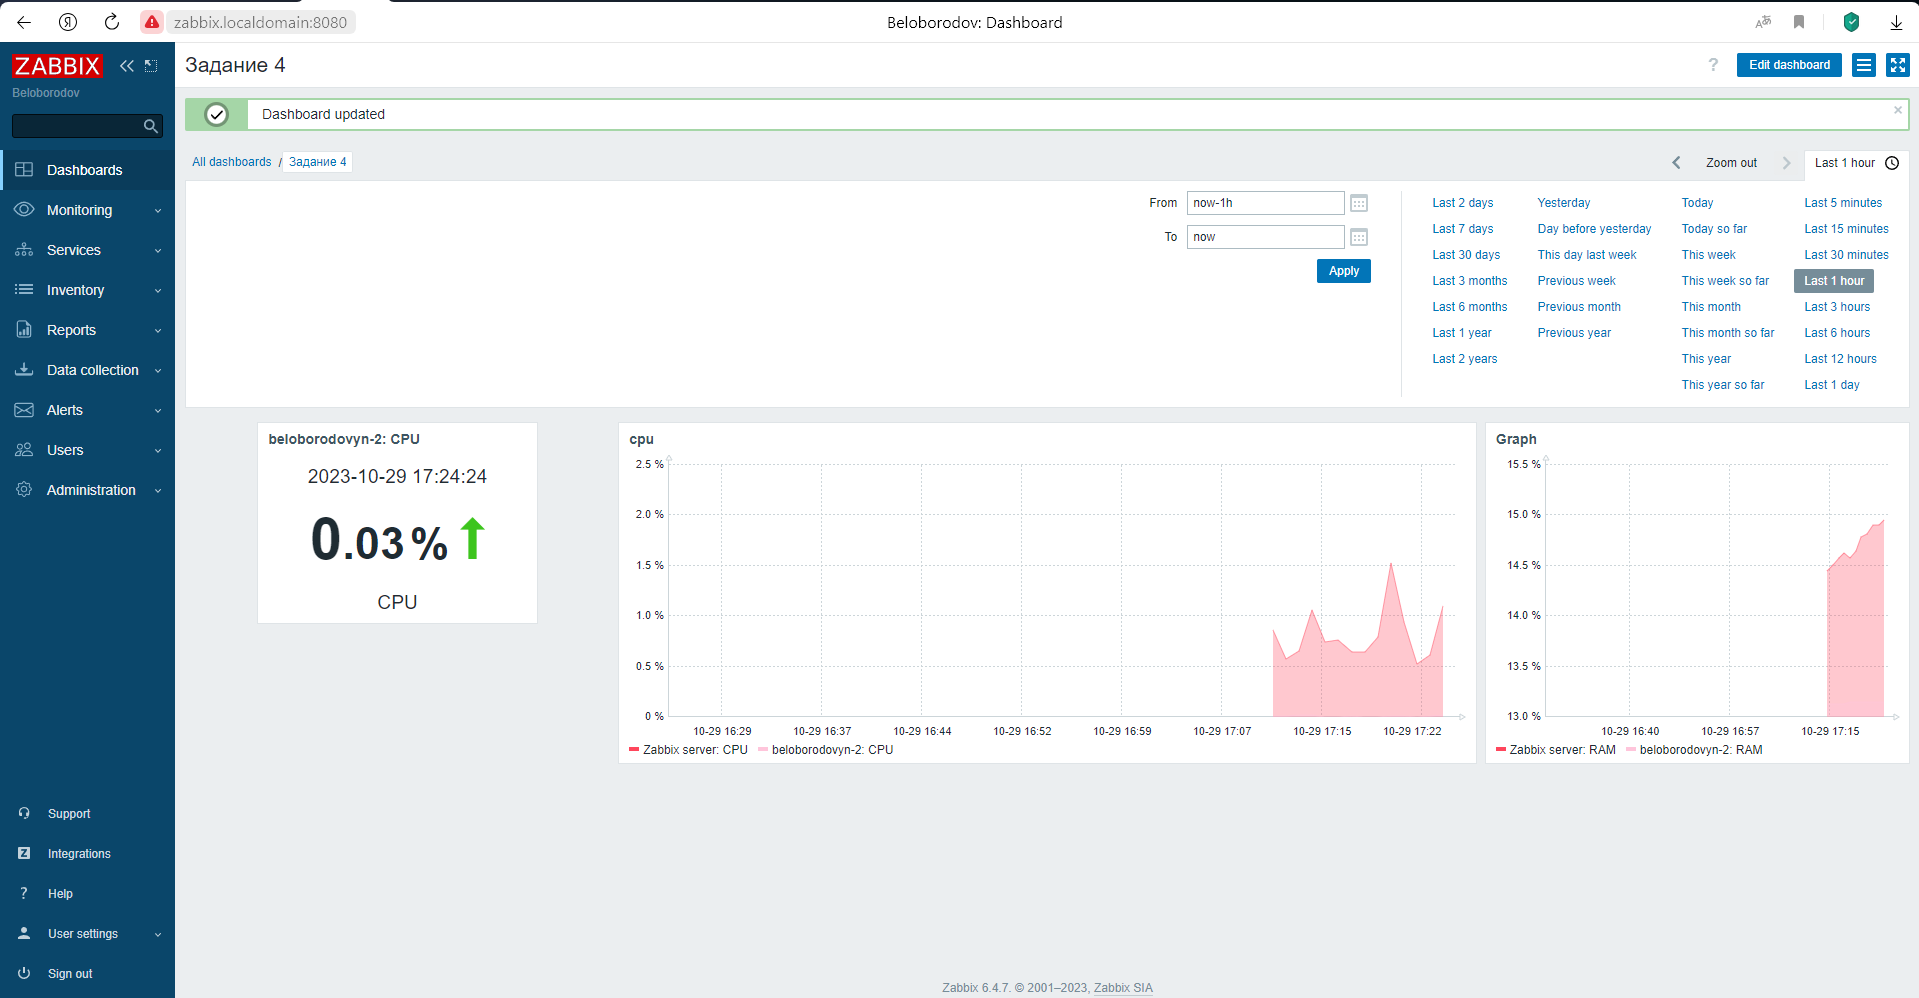 zabbix.localdomain:8080
Beloborodov: Dashboard
ZABBIX
Beloborodov
Dashboards
Monitoring
Services
Inventory
Reports
Data collection
Alerts
Users
Administration
Support
Integrations
Help
User settings
Sign out
Задание 4
? Edit dashboard
Dashboard updated
All dashboards / Задание 4
Zoom out
Last 1 hour
From now-1h
To now
Apply
Last 2 days Yesterday Today Last 5 minutes
Last 7 days Day before yesterday Today so far Last 15 minutes
Last 30 days This day last week This week Last 30 minutes
Last 3 months Previous week This week so far Last 1 hour
Last 6 months Previous month This month Last 3 hours
Last 1 year Previous year This month so far Last 6 hours
Last 2 years This year Last 12 hours
This year so far Last 1 day
beloborodovyn-2: CPU
2023-10-29 17:24:24
0.03 %
CPU
cpu
2.5 %
2.0 %
1.5 %
1.0 %
0.5 %
0 %
10-29 16:29 10-29 16:37 10-29 16:44 10-29 16:52 10-29 16:59 10-29 17:07 10-29 17:15 10-29 17:22
Zabbix server: CPU beloborodovyn-2: CPU
Graph
15.5 %
15.0 %
14.5 %
14.0 %
13.5 %
13.0 %
10-29 16:40 10-29 16:57 10-29 17:15
Zabbix server: RAM beloborodovyn-2: RAM
Zabbix 6.4.7. © 2001–2023, Zabbix SIA